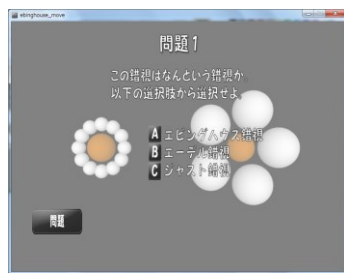 ebinghouse_move
問題1
この錯視はなんという錯視か
以下の選択肢から選択せよ。
A エビングハウス錯視
B エーテル錯視
C ジャスト錯視
問題